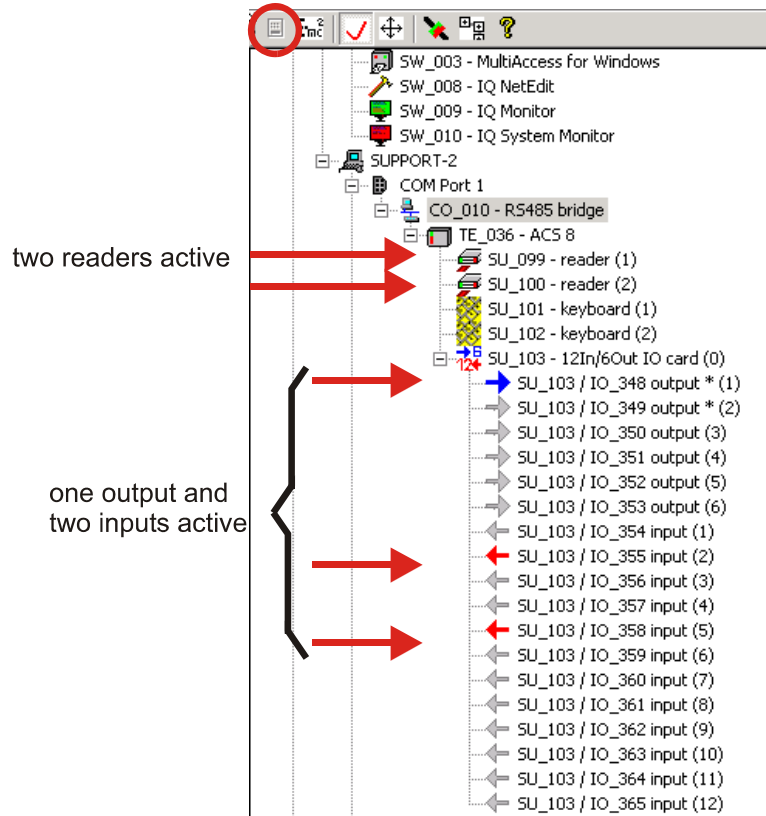 mc²
SW_003 - MultiAccess for Windows
SW_008 - IQ NetEdit
SW_009 - IQ Monitor
SW_010 - IQ System Monitor
SUPPORT-2
COM Port 1
CO_010 - RS485 bridge
TE_036 - ACS 8
two readers active
SU_099 - reader (1)
SU_100 - reader (2)
SU_101 - keyboard (1)
SU_102 - keyboard (2)
6
12
SU_103 - 12In/6Out IO card (0)
SU_103 / IO_348 output * (1)
SU_103 / IO_349 output * (2)
SU_103 / IO_350 output (3)
SU_103 / IO_351 output (4)
SU_103 / IO_352 output (5)
SU_103 / IO_353 output (6)
one output and
two inputs active
SU_103 / IO_354 input (1)
SU_103 / IO_355 input (2)
SU_103 / IO_356 input (3)
SU_103 / IO_357 input (4)
SU_103 / IO_358 input (5)
SU_103 / IO_359 input (6)
SU_103 / IO_360 input (7)
SU_103 / IO_361 input (8)
SU_103 / IO_362 input (9)
SU_103 / IO_363 input (10)
SU_103 / IO_364 input (11)
SU_103 / IO_365 input (12)